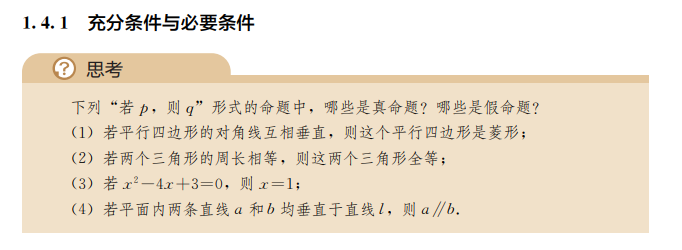 1.4.1 充分条件与必要条件
? 思考
下列“若 p，则 q”形式的命题中，哪些是真命题？哪些是假命题？
(1) 若平行四边形的对角线互相垂直，则这个平行四边形是菱形；
(2) 若两个三角形的周长相等，则这两个三角形全等；
(3) 若 x²－4x＋3＝0，则 x＝1；
(4) 若平面内两条直线 a 和 b 均垂直于直线 l，则 a∥b.